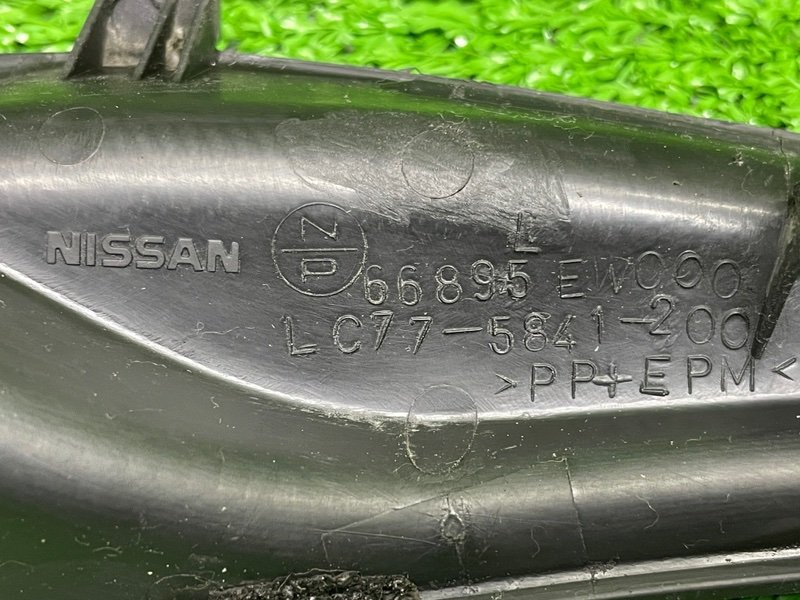 NISSAN
N
P
L
66895 EW000
LC77-5841-200
>PP+EPM<